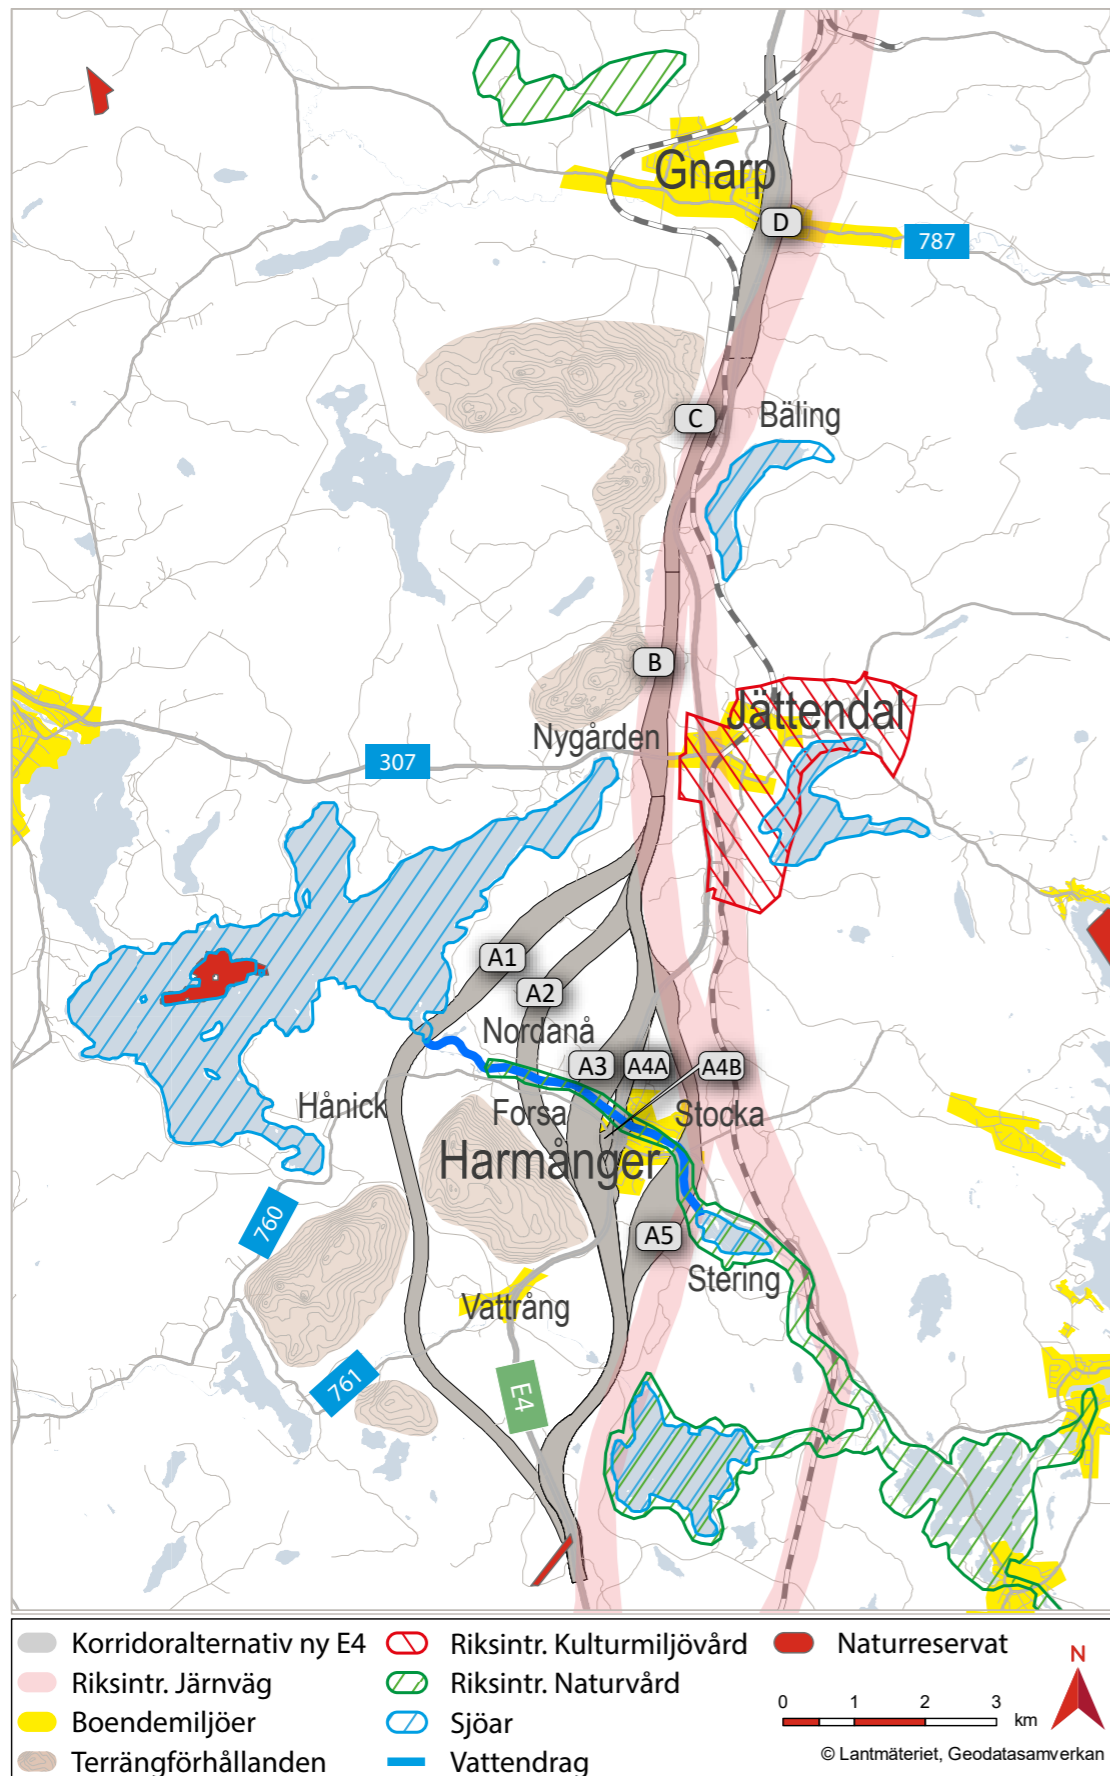 Gnarp
D
787
C
Bäling
B
Jättendal
Nygården
307
A1
A2
Nordanå
A3
A4A
A4B
Hånick
Forsa
Stocka
Harmånger
760
A5
Stering
Vattrång
761
E4
Korridoralternativ ny E4
Riksintr. Kulturmiljövård
Naturreservat
Riksintr. Järnväg
Riksintr. Naturvård
N
Boendemiljöer
Sjöar
0 1 2 3
km
Terrängförhållanden
Vattendrag
© Lantmäteriet, Geodatasamverkan